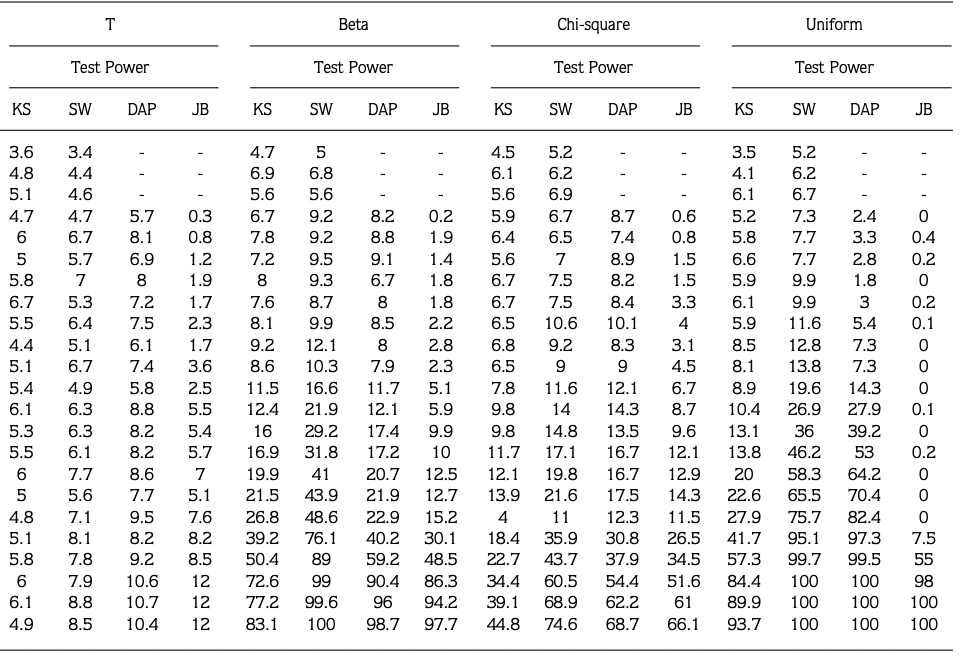 T Beta Chi-square Uniform
Test Power Test Power Test Power Test Power
KS SW DAP JB KS SW DAP JB KS SW DAP JB KS SW DAP JB
3.6 3.4 - - 4.7 5 - - 4.5 5.2 - - 3.5 5.2 - -
4.8 4.4 - - 6.9 6.8 - - 6.1 6.2 - - 4.1 6.2 - -
5.1 4.6 - - 5.6 5.6 - - 5.6 6.9 - - 6.1 6.7 - -
4.7 4.7 5.7 0.3 6.7 9.2 8.2 0.2 5.9 6.7 8.7 0.6 5.2 7.3 2.4 0
6 6.7 8.1 0.8 7.8 9.2 8.8 1.9 6.4 6.5 7.4 0.8 5.8 7.7 3.3 0.4
5 5.7 6.9 1.2 7.2 9.5 9.1 1.4 5.6 7 8.9 1.5 6.6 7.7 2.8 0.2
5.8 7 8 1.9 8 9.3 6.7 1.8 6.7 7.5 8.2 1.5 5.9 9.9 1.8 0
6.7 5.3 7.2 1.7 7.6 8.7 8 1.8 6.7 7.5 8.4 3.3 6.1 9.9 3 0.2
5.5 6.4 7.5 2.3 8.1 9.9 8.5 2.2 6.5 10.6 10.1 4 5.9 11.6 5.4 0.1
4.4 5.1 6.1 1.7 9.2 12.1 8 2.8 6.8 9.2 8.3 3.1 8.5 12.8 7.3 0
5.1 6.7 7.4 3.6 8.6 10.3 7.9 2.3 6.5 9 9 4.5 8.1 13.8 7.3 0
5.4 4.9 5.8 2.5 11.5 16.6 11.7 5.1 7.8 11.6 12.1 6.7 8.9 19.6 14.3 0
6.1 6.3 8.8 5.5 12.4 21.9 12.1 5.9 9.8 14 14.3 8.7 10.4 26.9 27.9 0.1
5.3 6.3 8.2 5.4 16 29.2 17.4 9.9 9.8 14.8 13.5 9.6 13.1 36 39.2 0
5.5 6.1 8.2 5.7 16.9 31.8 17.2 10 11.7 17.1 16.7 12.1 13.8 46.2 53 0.2
6 7.7 8.6 7 19.9 41 20.7 12.5 12.1 19.8 16.7 12.9 20 58.3 64.2 0
5 5.6 7.7 5.1 21.5 43.9 21.9 12.7 13.9 21.6 17.5 14.3 22.6 65.5 70.4 0
4.8 7.1 9.5 7.6 26.8 48.6 22.9 15.2 4 11 12.3 11.5 27.9 75.7 82.4 0
5.1 8.1 8.2 8.2 39.2 76.1 40.2 30.1 18.4 35.9 30.8 26.5 41.7 95.1 97.3 7.5
5.8 7.8 9.2 8.5 50.4 89 59.2 48.5 22.7 43.7 37.9 34.5 57.3 99.7 99.5 55
6 7.9 10.6 12 72.6 99 90.4 86.3 34.4 60.5 54.4 51.6 84.4 100 100 98
6.1 8.8 10.7 12 77.2 99.6 96 94.2 39.1 68.9 62.2 61 89.9 100 100 100
4.9 8.5 10.4 12 83.1 100 98.7 97.7 44.8 74.6 68.7 66.1 93.7 100 100 100